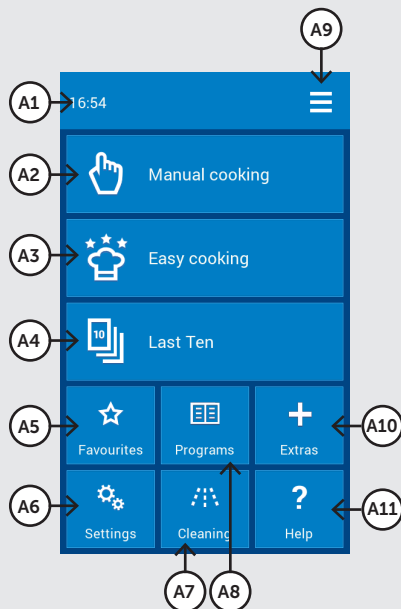 A9
A1
16:54
A2
Manual cooking
A3
Easy cooking
A4
10
Last Ten
A5
Favourites
Programs
Extras
A10
A6
Settings
Cleaning
?
Help
A11
A7
A8